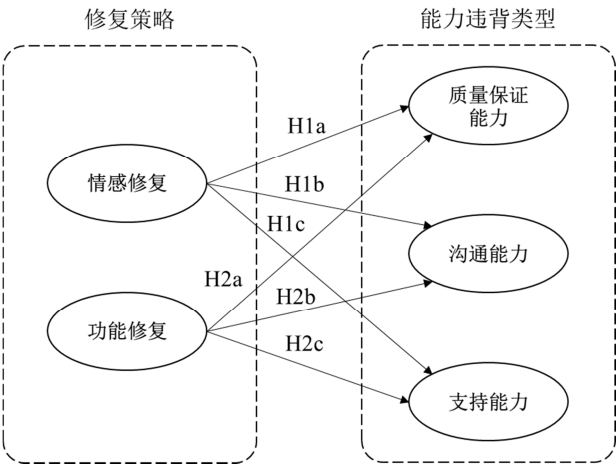 修复策略
能力违背类型
质量保证
能力
H1a
情感修复
H1b
H1c
沟通能力
H2a
H2b
功能修复
H2c
支持能力